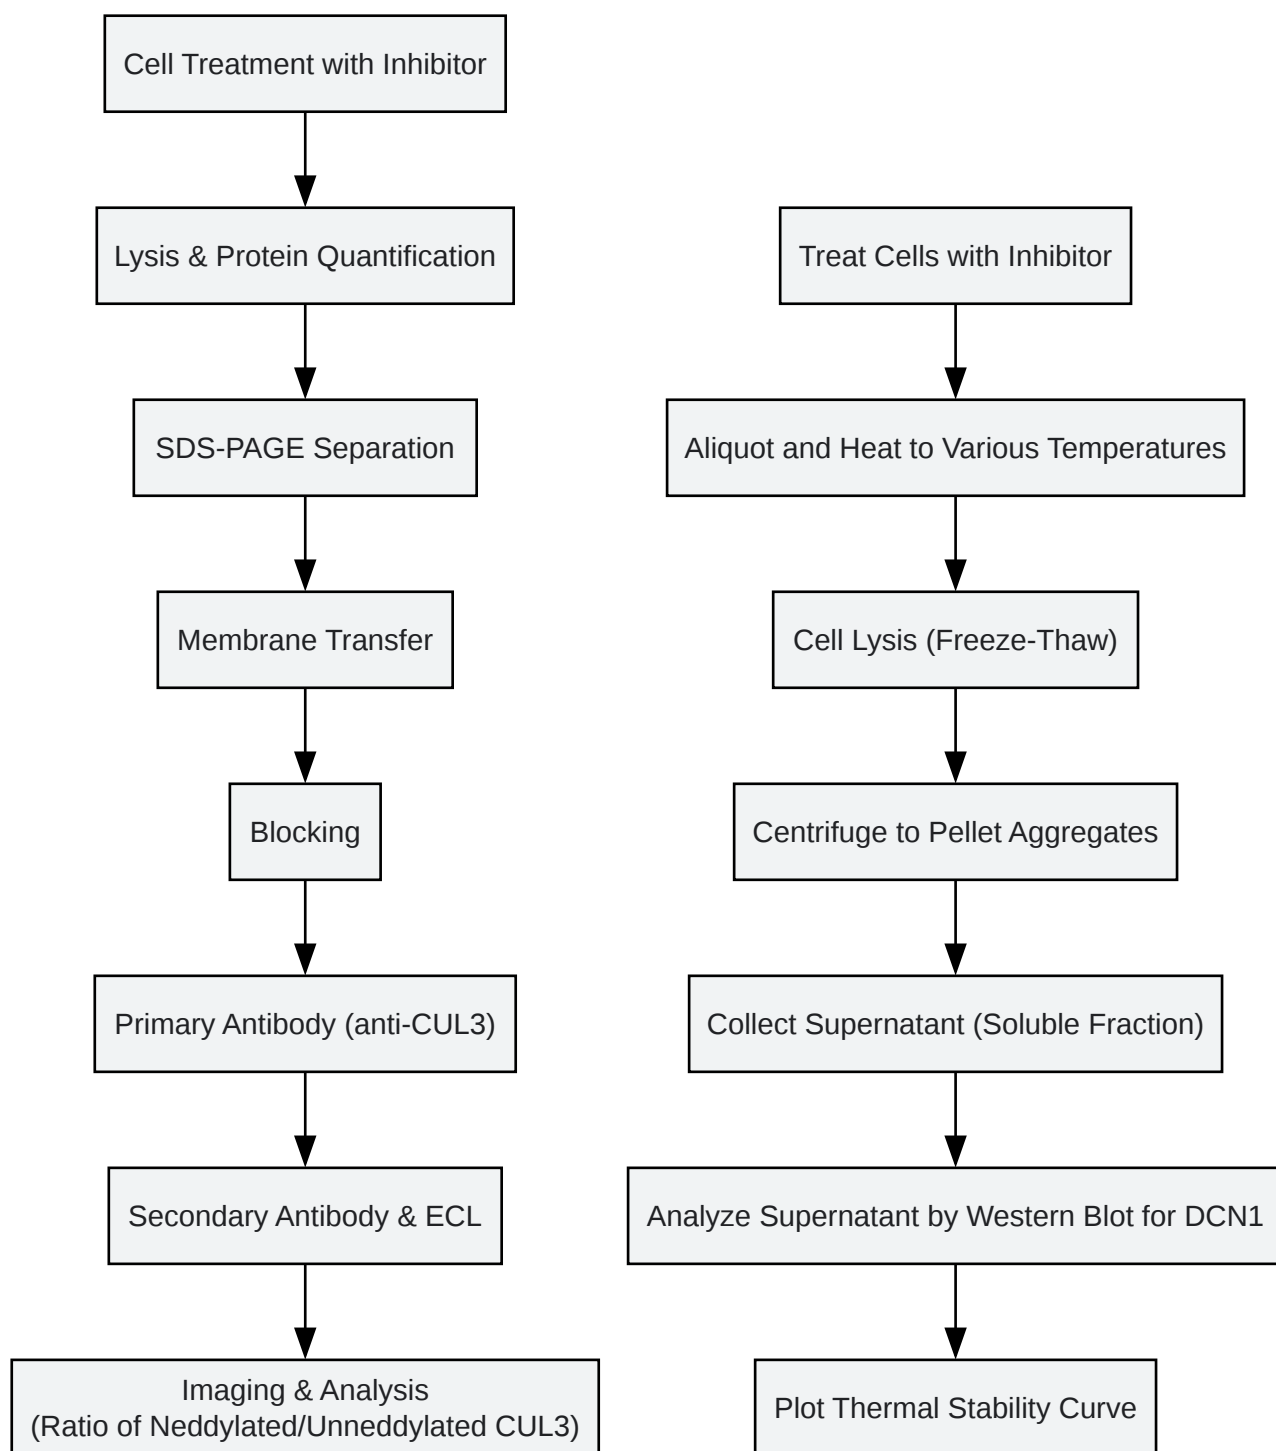 Cell Treatment with Inhibitor
Lysis & Protein Quantification
SDS-PAGE Separation
Membrane Transfer
Blocking
Primary Antibody (anti-CUL3)
Secondary Antibody & ECL
Imaging & Analysis
(Ratio of Neddylated/Unneddylated CUL3)
Treat Cells with Inhibitor
Aliquot and Heat to Various Temperatures
Cell Lysis (Freeze-Thaw)
Centrifuge to Pellet Aggregates
Collect Supernatant (Soluble Fraction)
Analyze Supernatant by Western Blot for DCN1
Plot Thermal Stability Curve